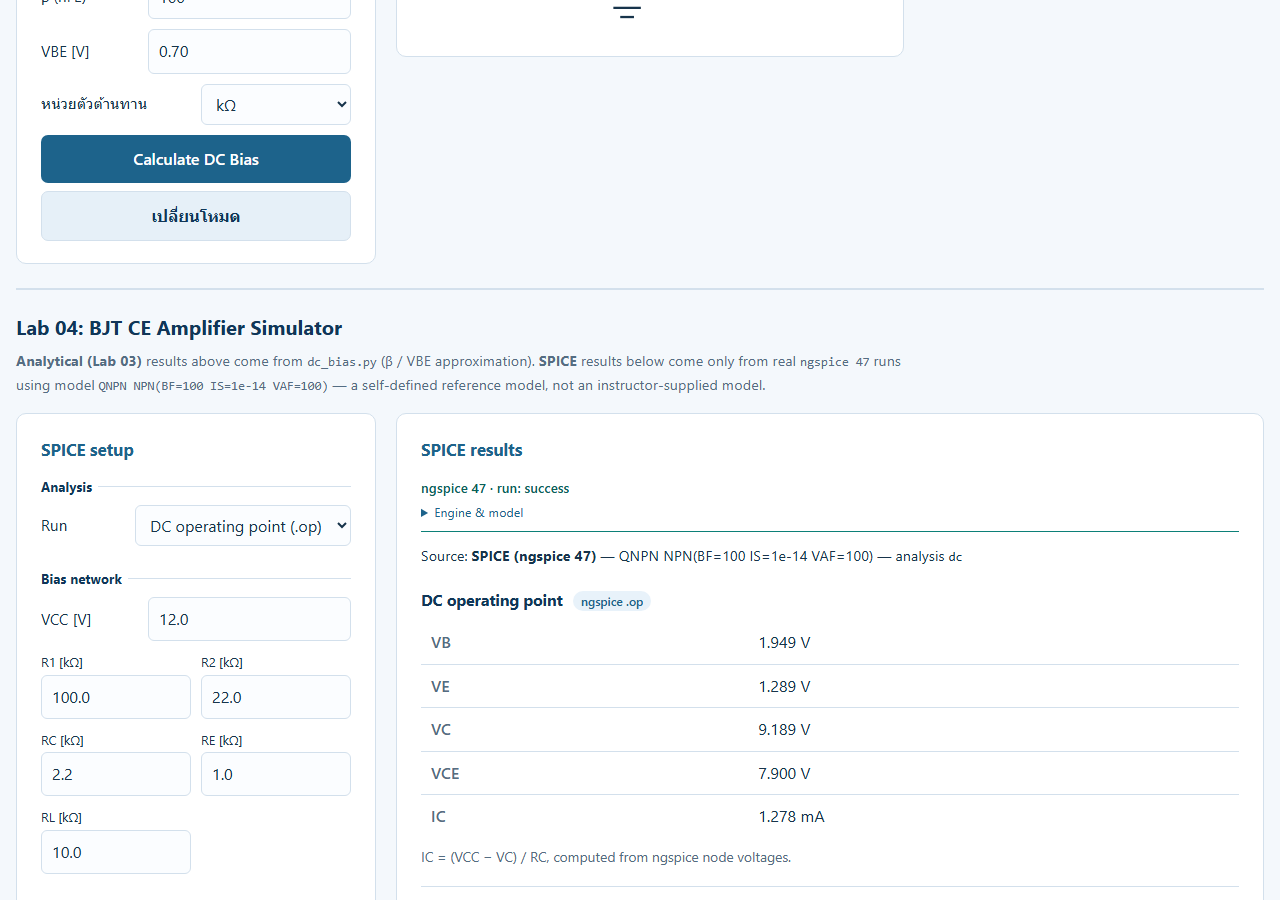 VBE [V]
0.70
หน่วยตัวต้านทาน
kΩ
Calculate DC Bias
เปลี่ยนโหมด
Lab 04: BJT CE Amplifier Simulator
Analytical (Lab 03) results above come from dc_bias.py (β / VBE approximation). SPICE results below come only from real ngspice 47 runs
using model QNPN NPN(BF=100 IS=1e-14 VAF=100) — a self-defined reference model, not an instructor-supplied model.
SPICE setup
Analysis
Run
DC operating point (.op)
Bias network
VCC [V]
12.0
R1 [kΩ]
R2 [kΩ]
100.0
22.0
RC [kΩ]
RE [kΩ]
2.2
1.0
RL [kΩ]
10.0
SPICE results
ngspice 47 · run: success
Engine & model
Source: SPICE (ngspice 47) — QNPN NPN(BF=100 IS=1e-14 VAF=100) — analysis dc
DC operating point ngspice .op
VB 1.949 V
VE 1.289 V
VC 9.189 V
VCE 7.900 V
IC 1.278 mA
IC = (VCC − VC) / RC, computed from ngspice node voltages.